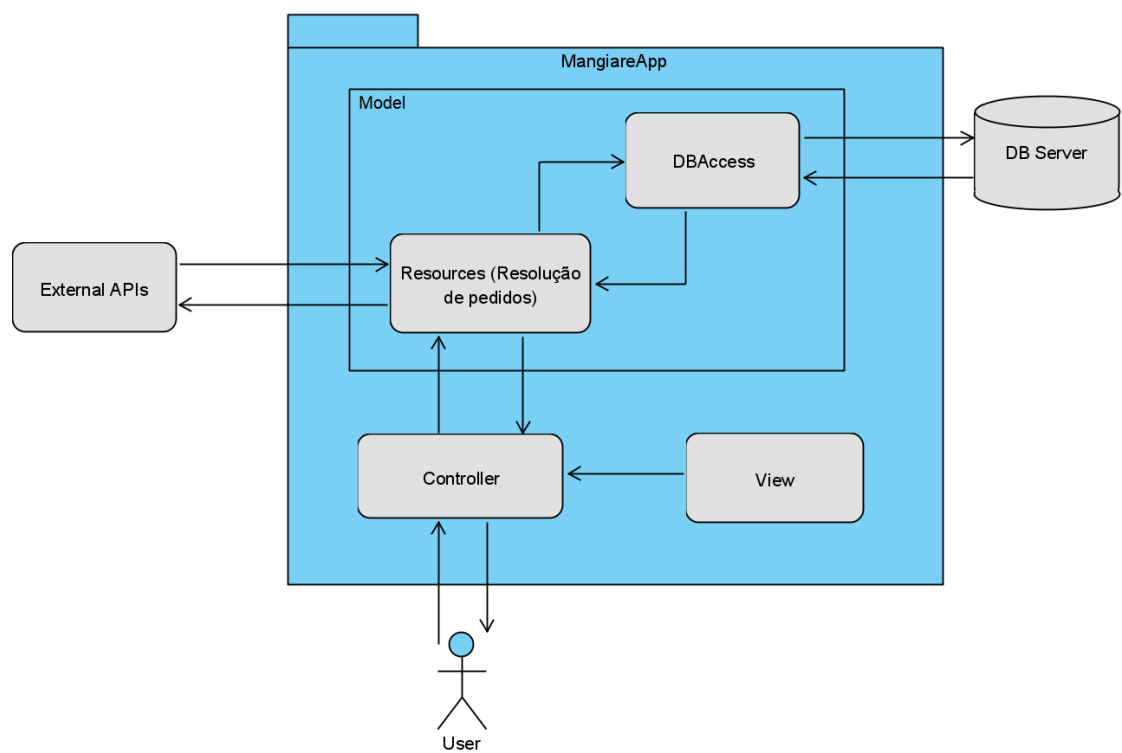 MangiareApp
Model
DBAccess
DB Server
External APIs
Resources (Resolução
de pedidos)
Controller
View
User